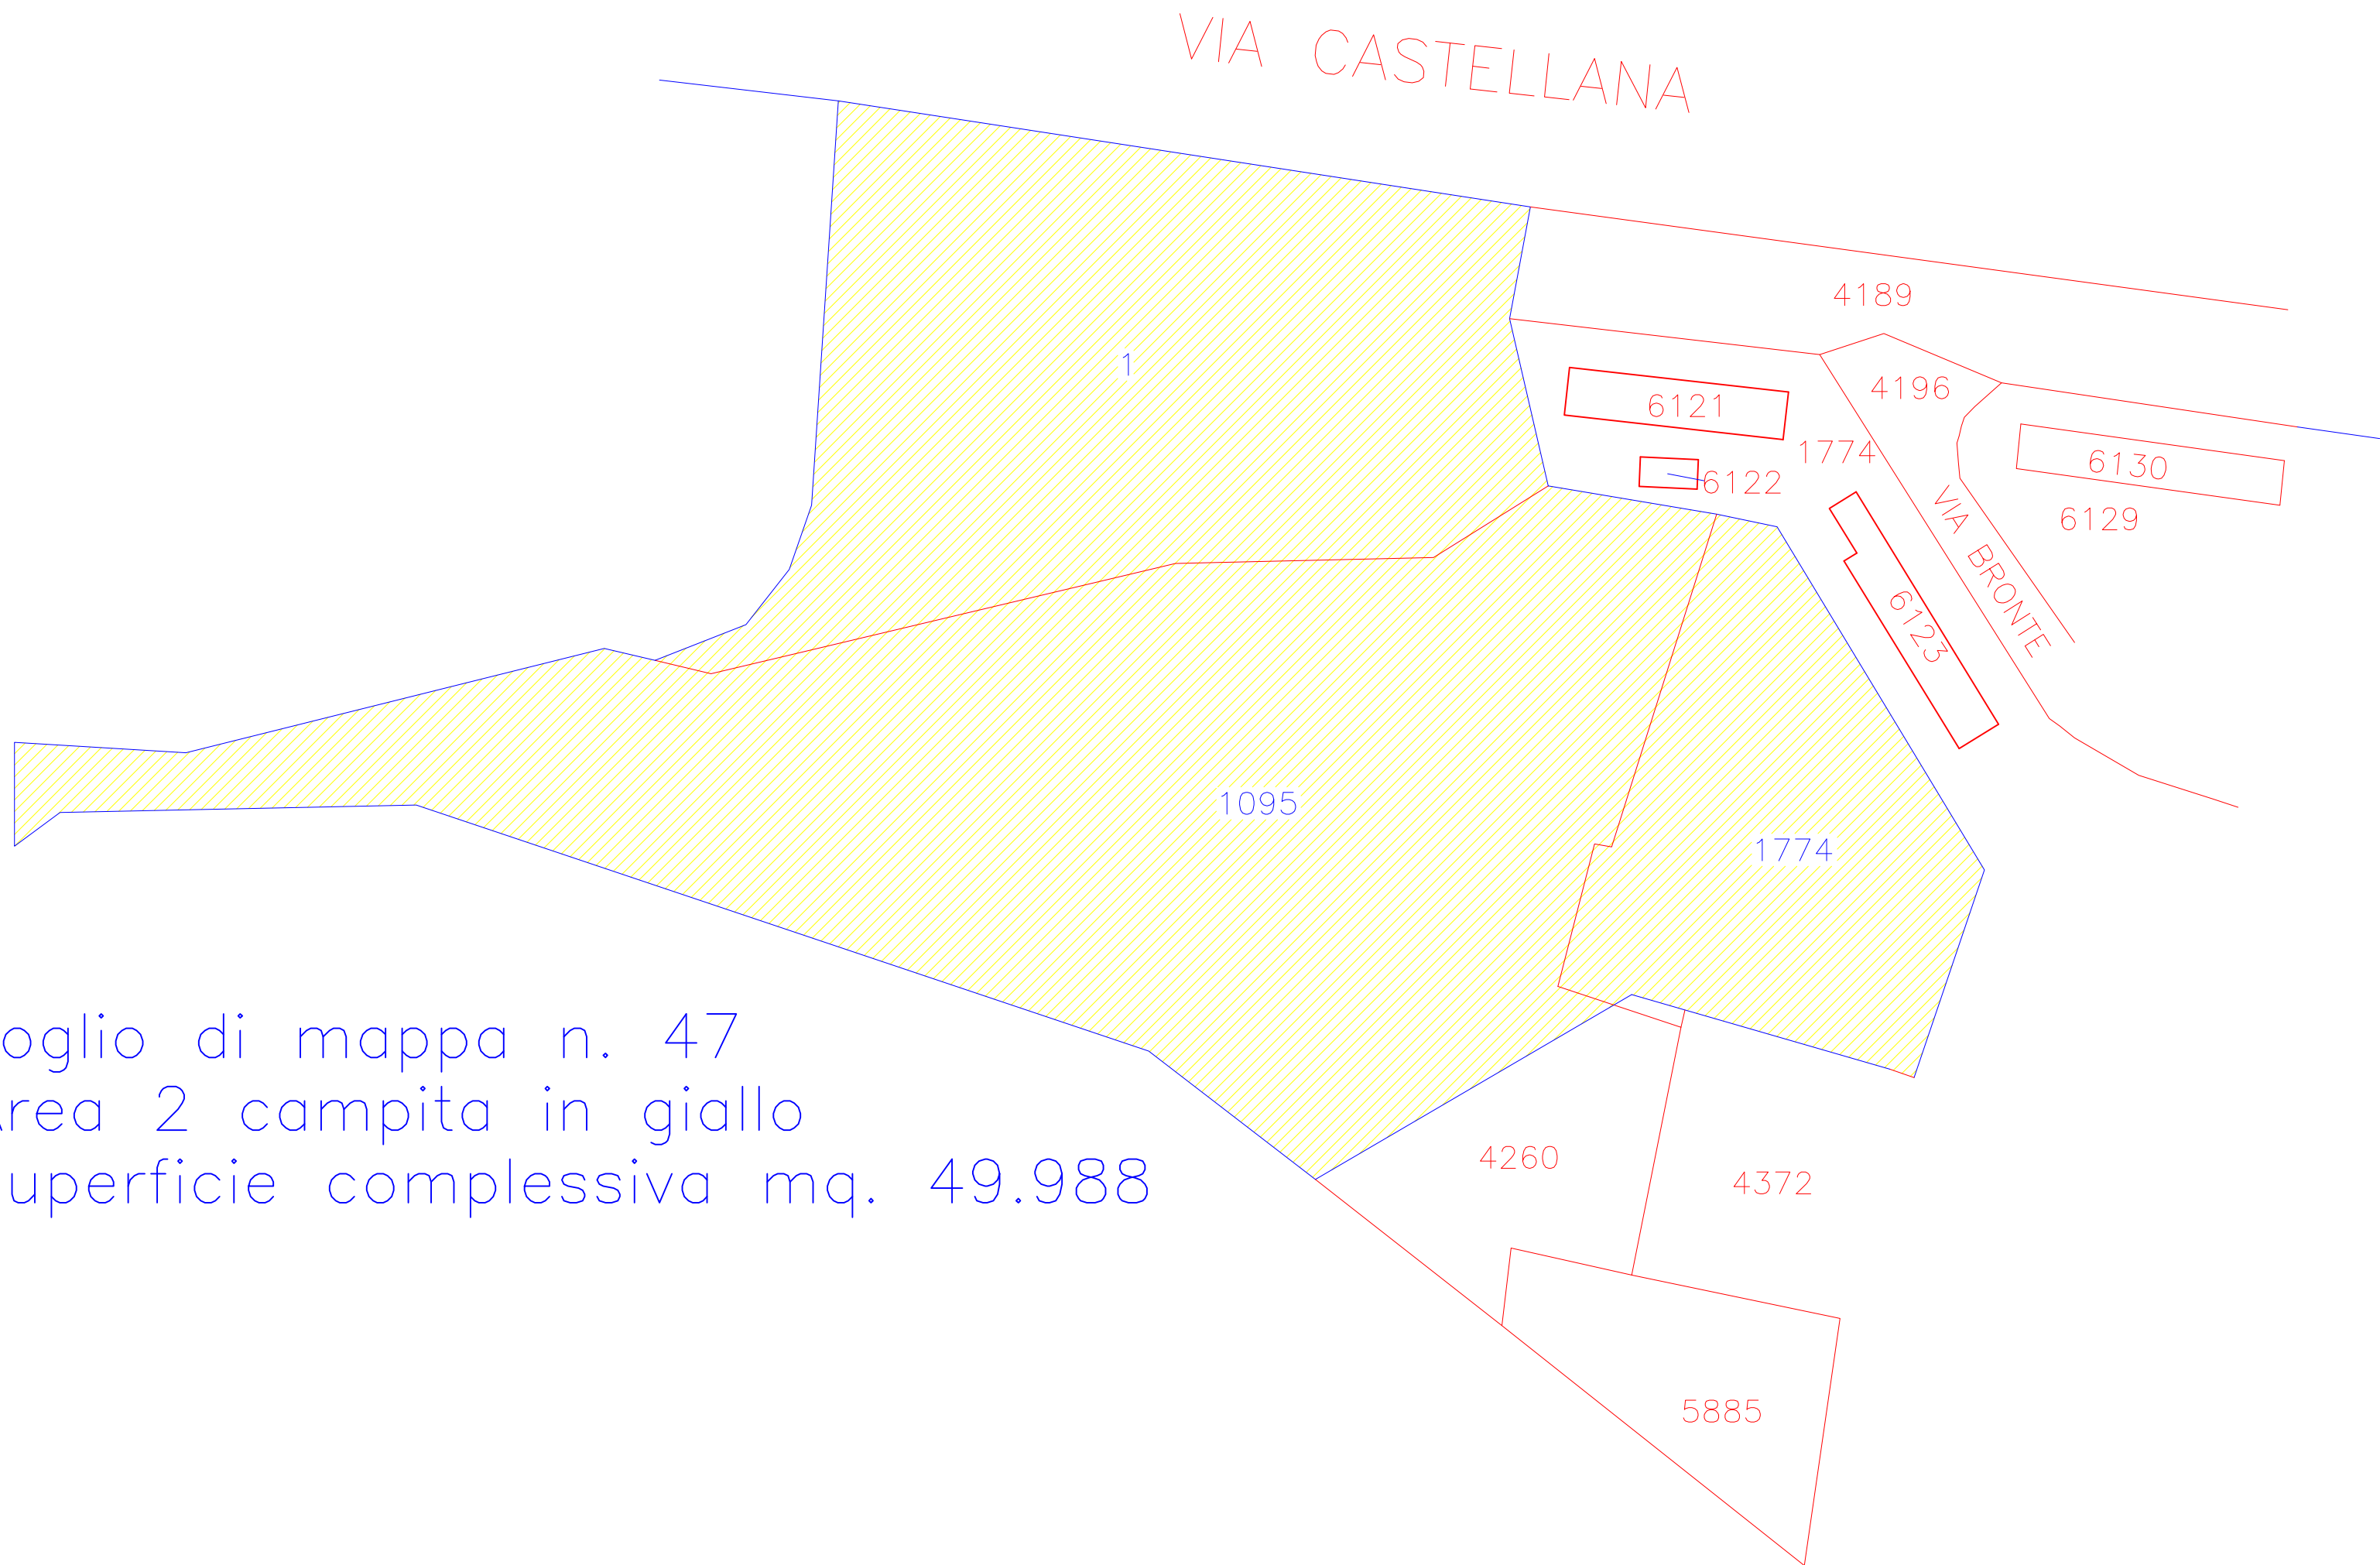 VIA CASTELLANA
4189
1
4196
6121
1774
6130
6122
6129
VIA BRONTE
6123
1095
1774
oglio di mappa n. 47
rea 2 campita in giallo
uperficie complessiva mq. 49.988
4260
4372
5885